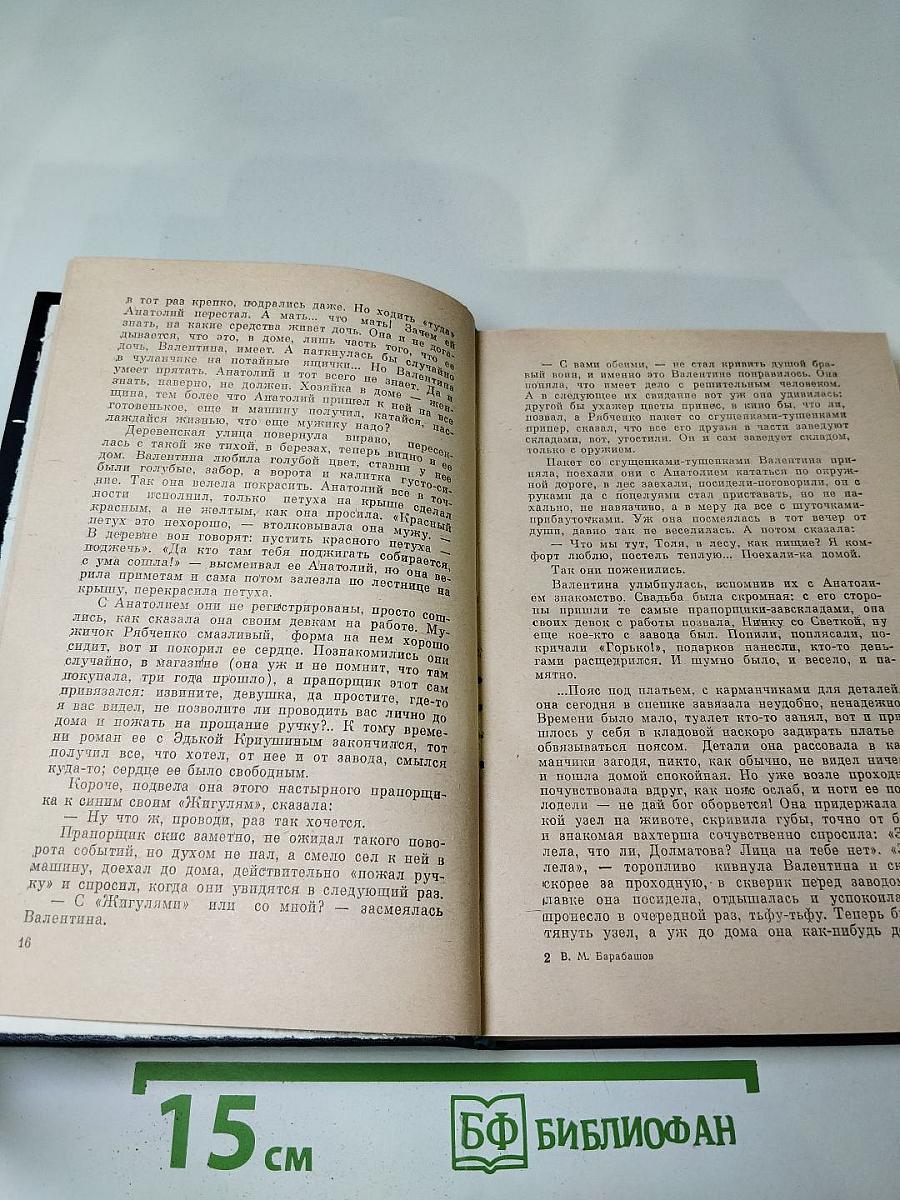 в тот раз крепко, подрались даже. Но ходить «туда»
Анатолий перестал. А мать... что мать! Зачем ей
знать, на какие средства живет дочь. Она и не дога-
дывается, что это, в доме, лишь часть того, что ее
дочь, Валентина, имеет. А наткнулась бы случайно
в чуланчике на потайные ящички... Но Валентина
умеет прятать. Анатолий и тот всего не знает. Да и
знать, наверно, не должен. Хозяйка в доме — жен-
щина, тем более что Анатолий пришел к ней на все
готовенькое, еще и машину получил, катайся, нас-
лаждайся жизнью, что еще мужику надо?
Деревенская улица повернула вправо, пересек-
лась с такой же тихой, в березах, теперь видно и ее
дом. Валентина любила голубой цвет, ставни у нее
были голубые, забор, а ворота и калитка густо-си-
ние. Так она велела покрасить. Анатолий все в точ-
ности исполнил, только петуха на крыше сделал
красным, а не желтым, как она просила. «Красный
петух это нехорошо, — втолковывала она мужу. —
В деревне вон говорят: пустить красного петуха —
поджечь». «Да кто там тебя поджигать собирается,
с ума сошла!» — высмеивал ее Анатолий, но она ве-
рила приметам и сама потом залезла по лестнице на
крышу, перекрасила петуха.
С Анатолием они не регистрированы, просто сош-
лись, как сказала она своим девкам на работе. Му-
жичок Рябченко смазливый, форма на нем хорошо
сидит, вот и покорил ее сердце. Познакомились они
случайно, в магазине (она уж и не помнит, что там
покупала, три года прошло), а прапорщик этот сам
привязался: извините, девушка, да простите, где-то
я вас видел, не позволите ли проводить вас лично до
дома и пожать на прощание ручку?.. К тому време-
ни роман ее с Эдькой Криушиным закончился, тот
получил все, что хотел, от нее и от завода, смылся
куда-то; сердце ее было свободным.
Короче, подвела она этого настырного прапорщи-
ка к синим своим «Жигулям», сказала:
— Ну что ж, проводи, раз так хочется.
Прапорщик скис заметно, не ожидал такого пово-
рота событий, но духом не пал, а смело сел к ней в
машину, доехал до дома, действительно «пожал руч-
ку» и спросил, когда они увидятся в следующий раз.
— С «Жигулями» или со мной? — засмеялась
Валентина.
16
— С вами обеими, — не стал кривить душой бра-
вый воин, и именно это Валентине понравилось. Она
поняла, что имеет дело с решительным человеком.
А в следующее их свидание вот уж она удивилась:
другой бы ухажер цветы принес, в кино бы, что ли,
позвал, а Рябченко пакет со сгущенками-тушенками
припер, сказал, что все его друзья в части заведуют
складами, вот, угостили. Он и сам заведует складом,
только с оружием.
Пакет со сгущенками-тушенками Валентина при-
няла, поехали они с Анатолием кататься по окруж-
ной дороге, в лес заехали, посидели-поговорили, он с
руками да с поцелуями стал приставать, но не на-
хально, не навязчиво, а в меру да все с шуточками-
прибауточками. Уж она посмеялась в тот вечер от
души, давно так не веселилась. А потом сказала:
— Что мы тут, Толя, в лесу, как нищие? Я ком-
форт люблю, постель теплую... Поехали-ка домой.
Так они поженились.
Валентина улыбнулась, вспомнив их с Анатоли-
ем знакомство. Свадьба была скромная: с его сторо-
ны пришли те самые прапорщики-завскладами, она
своих девок с работы позвала, Нинку со Светкой, ну
еще кое-кто с завода был. Попили, поплясали, по-
кричали «Горько!», подарков нанесли, кто-то день-
гами расщедрился. И шумно было, и весело, и па-
мятно.
...Пояс под платьем, с карманчиками для деталей,
она сегодня в спешке завязала неудобно, ненадежно
Времени было мало, туалет кто-то занял, вот и при
шлось у себя в кладовой наскоро задирать платье
обвязываться поясом. Детали она рассовала в ка
манчики загодя, никто, как обычно, не видел ниче
и пошла домой спокойная. Но уже возле проходн
почувствовала вдруг, как пояс ослаб, и ноги ее по
лодели — не дай бог оборвется! Она придержала
кой узел на животе, скривила губы, точно от б
и знакомая вахтерша сочувственно спросила: «З
лела, что ли, Долматова? Лица на тебе нет». «З
лела», — торопливо кивнула Валентина и ск
скорее за проходную, в скверик перед заводом
лавке она посидела, отдышалась и успокоила
пронесло в очередной раз, тьфу-тьфу. Теперь б
тянуть узел, а уж до дома она как-нибудь до
2 В. М. Барабашов
15 см
БФ БИБЛИОФАН